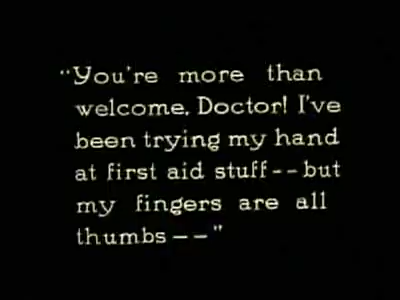 "You're more than
welcome, Doctor! I've
been trying my hand
at first aid stuff--but
my fingers are all
thumbs--"